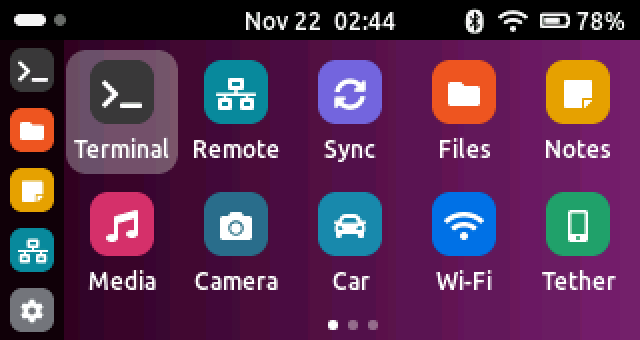 Nov 22 02:44 78%
Terminal Remote Sync Files Notes
Media Camera Car Wi-Fi Tether